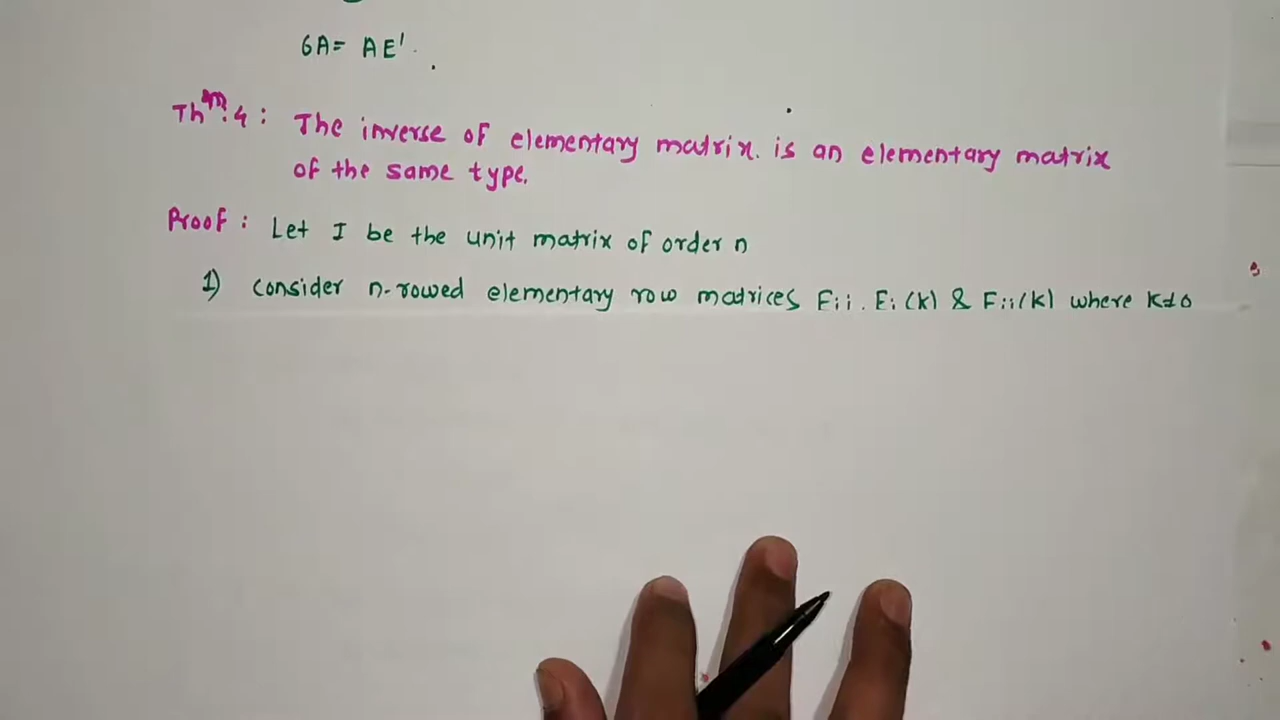 6A= AE'.
Thm.4: The inverse of elementary matrix. is an elementary matrix
of the same type.
Proof: Let I be the unit matrix of order n
1) consider n-rowed elementary row matrices Eij, Ei(k) & Eij(k) where k≠0